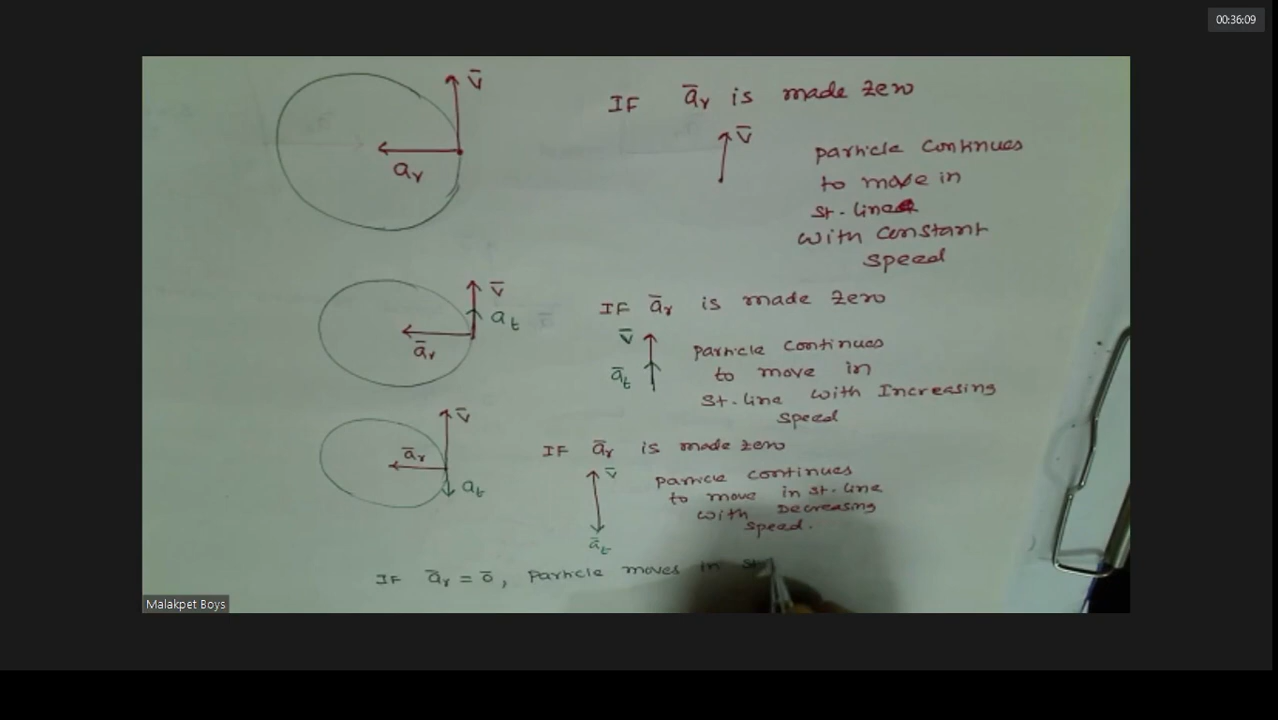 00:36:09
v̄
aᵣ
IF āᵣ is made zero
v̄
particle continues
to move in
st. line
with constant
speed
v̄
aₜ
āᵣ
IF āᵣ is made zero
v̄
āₜ
particle continues
to move in
st. line with Increasing
speed
v̄
āᵣ
aₜ
IF āᵣ is made zero
v̄
āₜ
particle continues
to move in st. line
with Decreasing
speed.
IF āᵣ = ō, particle moves in st
Malakpet Boys